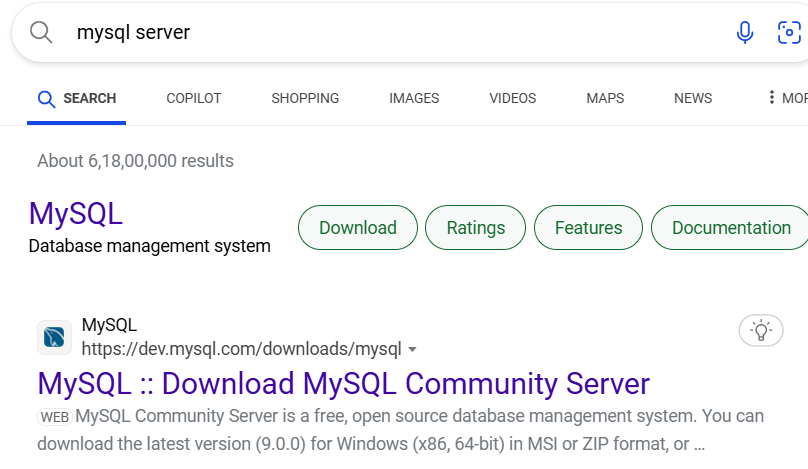 mysql server
SEARCH COPILOT SHOPPING IMAGES VIDEOS MAPS NEWS MOR
About 6,18,00,000 results
MySQL
Database management system
Download Ratings Features Documentation
MySQL
https://dev.mysql.com/downloads/mysql
MySQL :: Download MySQL Community Server
WEB MySQL Community Server is a free, open source database management system. You can
download the latest version (9.0.0) for Windows (x86, 64-bit) in MSI or ZIP format, or ...